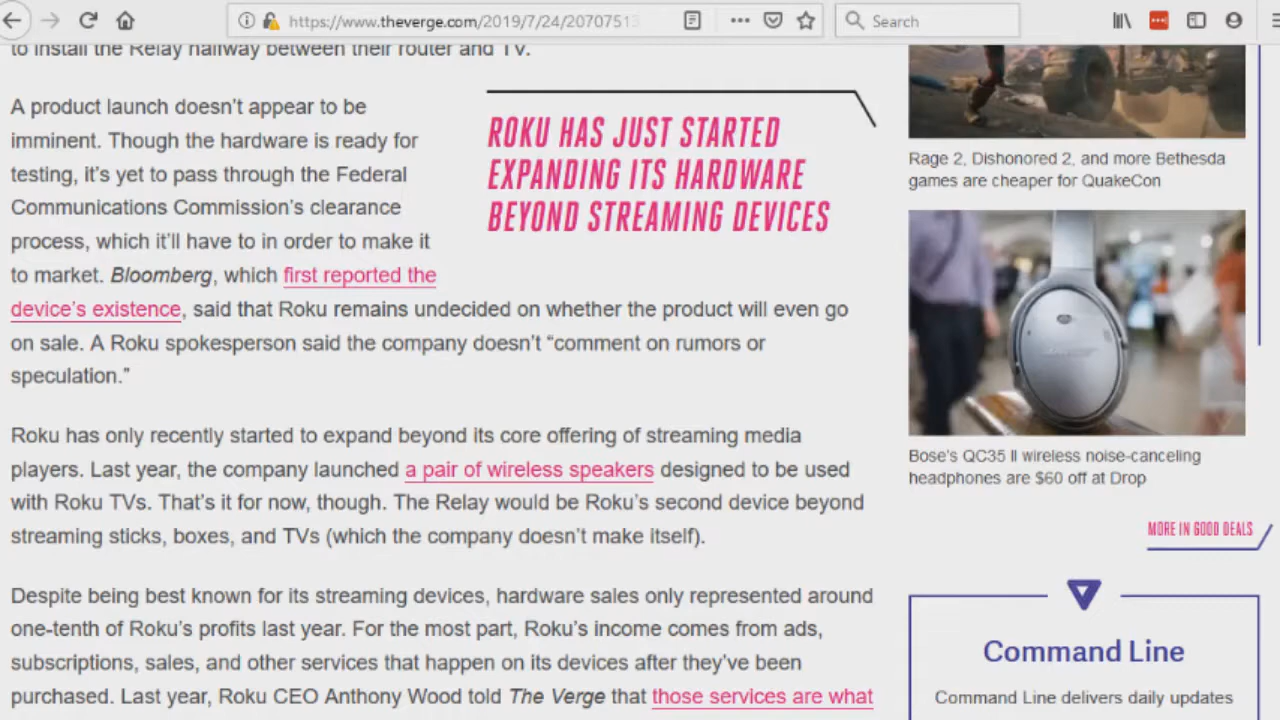 https://www.theverge.com/2019/7/24/20707513
Search
to install the Relay halfway between their router and TV.
A product launch doesn't appear to be
imminent. Though the hardware is ready for
testing, it's yet to pass through the Federal
Communications Commission's clearance
process, which it'll have to in order to make it
to market. Bloomberg, which first reported the
device's existence, said that Roku remains undecided on whether the product will even go
on sale. A Roku spokesperson said the company doesn't “comment on rumors or
speculation.”
ROKU HAS JUST STARTED
EXPANDING ITS HARDWARE
BEYOND STREAMING DEVICES
Roku has only recently started to expand beyond its core offering of streaming media
players. Last year, the company launched a pair of wireless speakers designed to be used
with Roku TVs. That's it for now, though. The Relay would be Roku's second device beyond
streaming sticks, boxes, and TVs (which the company doesn't make itself).
Despite being best known for its streaming devices, hardware sales only represented around
one-tenth of Roku's profits last year. For the most part, Roku's income comes from ads,
subscriptions, sales, and other services that happen on its devices after they've been
purchased. Last year, Roku CEO Anthony Wood told The Verge that those services are what
Rage 2, Dishonored 2, and more Bethesda
games are cheaper for QuakeCon
Bose's QC35 II wireless noise-canceling
headphones are $60 off at Drop
MORE IN GOOD DEALS
Command Line
Command Line delivers daily updates